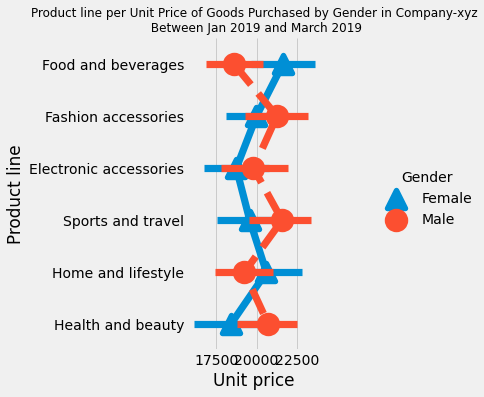 Product line per Unit Price of Goods Purchased by Gender in Company-xyz
Between Jan 2019 and March 2019
Food and beverages
Fashion accessories
Electronic accessories
Sports and travel
Home and lifestyle
Health and beauty
Product line
17500 20000 22500
Unit price
Gender
Female
Male